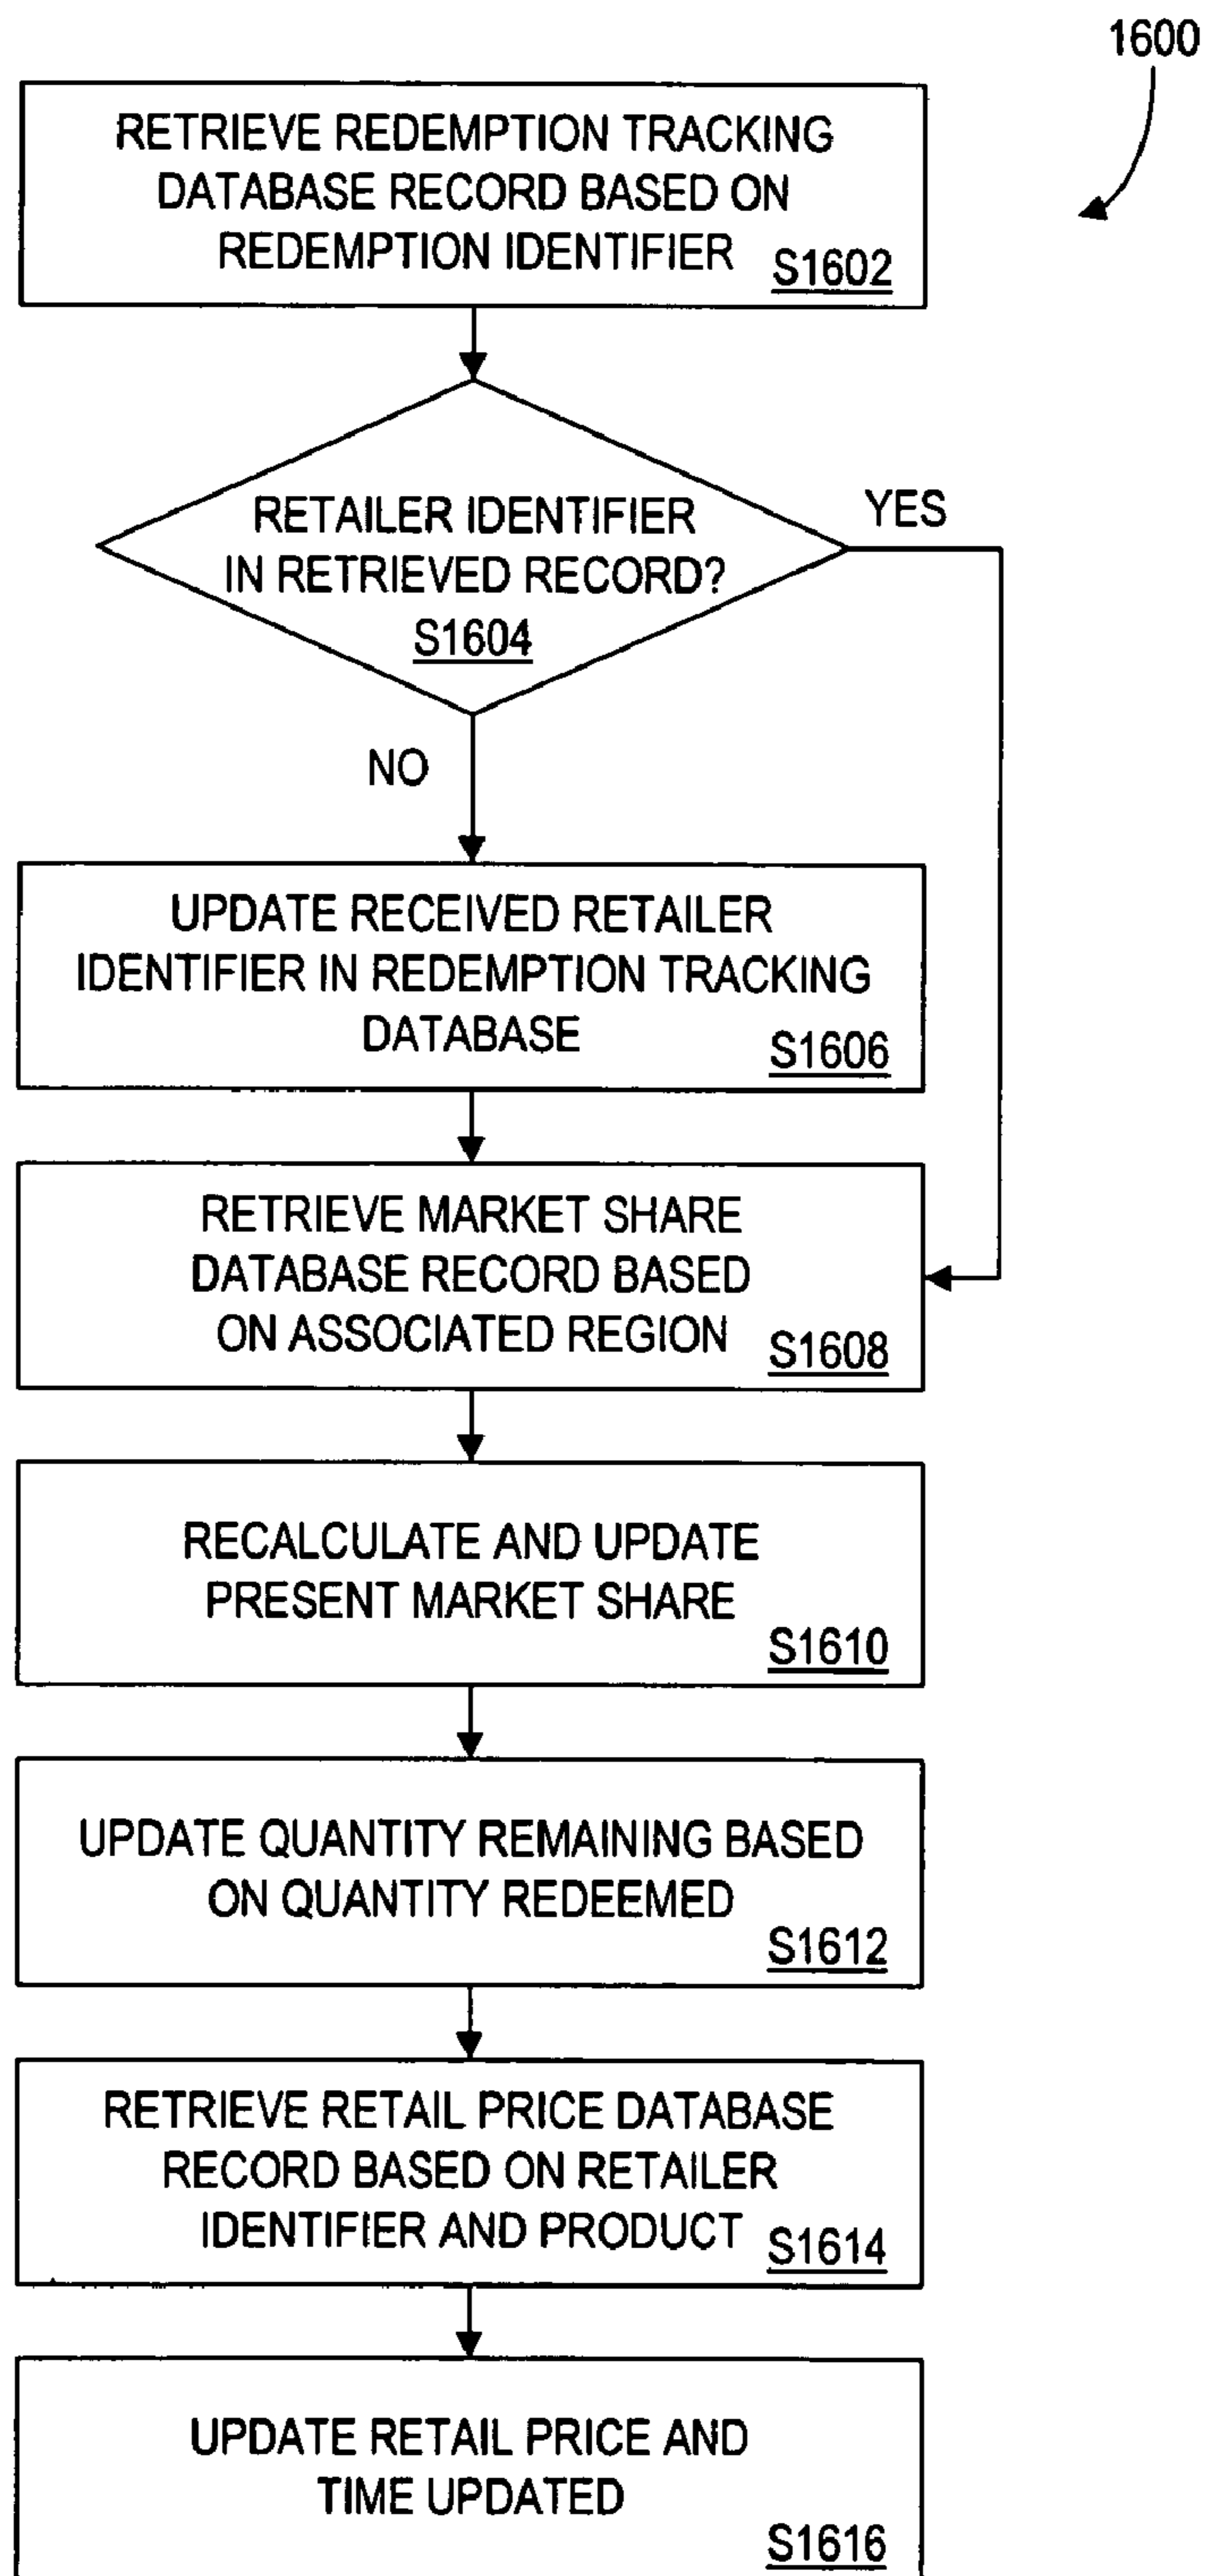 1600
RETRIEVE REDEMPTION TRACKING
DATABASE RECORD BASED ON
REDEMPTION IDENTIFIER
S1602
RETAILER IDENTIFIER
IN RETRIEVED RECORD?
S1604
YES
NO
UPDATE RECEIVED RETAILER
IDENTIFIER IN REDEMPTION TRACKING
DATABASE
S1606
RETRIEVE MARKET SHARE
DATABASE RECORD BASED
ON ASSOCIATED REGION
S1608
RECALCULATE AND UPDATE
PRESENT MARKET SHARE
S1610
UPDATE QUANTITY REMAINING BASED
ON QUANTITY REDEEMED
S1612
RETRIEVE RETAIL PRICE DATABASE
RECORD BASED ON RETAILER
IDENTIFIER AND PRODUCT
S1614
UPDATE RETAIL PRICE AND
TIME UPDATED
S1616